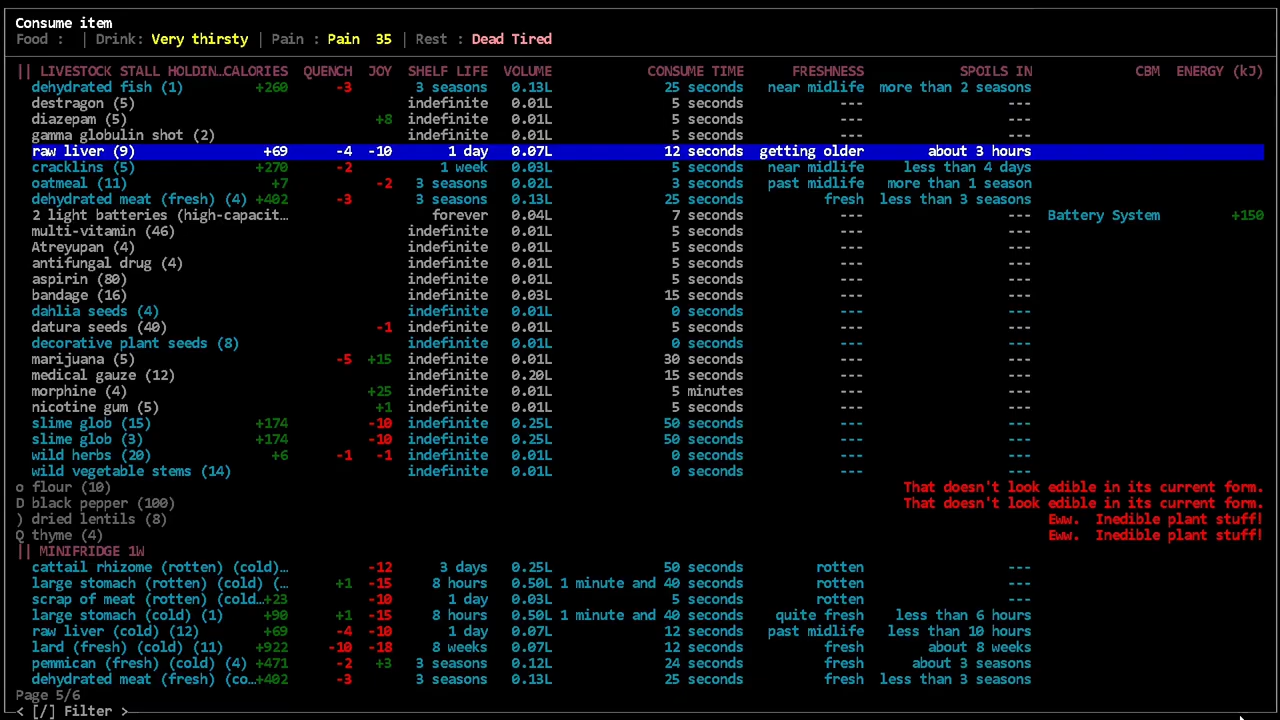 Consume item
Food :  | Drink: Very thirsty | Pain : Pain  35 | Rest : Dead Tired
|| LIVESTOCK STALL HOLDIN…CALORIES  QUENCH  JOY  SHELF LIFE  VOLUME  CONSUME TIME  FRESHNESS  SPOILS IN  CBM  ENERGY (kJ)
dehydrated fish (1)  +260  -3  3 seasons  0.13L  25 seconds  near midlife  more than 2 seasons
destragon (5)  indefinite  0.01L  5 seconds  ---  ---
diazepam (5)  +8  indefinite  0.01L  5 seconds  ---  ---
gamma globulin shot (2)  indefinite  0.01L  5 seconds  ---  ---
raw liver (9)  +69  -4  -10  1 day  0.07L  12 seconds  getting older  about 3 hours
cracklins (5)  +270  -2  1 week  0.03L  5 seconds  near midlife  less than 4 days
oatmeal (11)  +7  -2  3 seasons  0.02L  3 seconds  past midlife  more than 1 season
dehydrated meat (fresh) (4)  +402  -3  3 seasons  0.13L  25 seconds  fresh  less than 3 seasons
2 light batteries (high-capacit…  forever  0.04L  7 seconds  ---  ---  Battery System  +150
multi-vitamin (46)  indefinite  0.01L  5 seconds  ---  ---
Atreyupan (4)  indefinite  0.01L  5 seconds  ---  ---
antifungal drug (4)  indefinite  0.01L  5 seconds  ---  ---
aspirin (80)  indefinite  0.01L  5 seconds  ---  ---
bandage (16)  indefinite  0.03L  15 seconds  ---  ---
dahlia seeds (4)  indefinite  0.01L  0 seconds  ---  ---
datura seeds (40)  -1  indefinite  0.01L  5 seconds  ---  ---
decorative plant seeds (8)  indefinite  0.01L  0 seconds  ---  ---
marijuana (5)  -5  +15  indefinite  0.01L  30 seconds  ---  ---
medical gauze (12)  indefinite  0.20L  15 seconds  ---  ---
morphine (4)  +25  indefinite  0.01L  5 minutes  ---  ---
nicotine gum (5)  +1  indefinite  0.01L  5 seconds  ---  ---
slime glob (15)  +174  -10  indefinite  0.25L  50 seconds  ---  ---
slime glob (3)  +174  -10  indefinite  0.25L  50 seconds  ---  ---
wild herbs (20)  +6  -1  -1  indefinite  0.01L  0 seconds  ---  ---
wild vegetable stems (14)  indefinite  0.01L  0 seconds  ---  ---
o flour (10)  That doesn't look edible in its current form.
D black pepper (100)  That doesn't look edible in its current form.
) dried lentils (8)  Eww.  Inedible plant stuff!
Q thyme (4)  Eww.  Inedible plant stuff!
|| MINIFRIDGE 1W
cattail rhizome (rotten) (cold)…  -12  3 days  0.25L  50 seconds  rotten  ---
large stomach (rotten) (cold) (…  +1  -15  8 hours  0.50L  1 minute and 40 seconds  rotten  ---
scrap of meat (rotten) (cold…+23  -10  1 day  0.03L  5 seconds  rotten  ---
large stomach (cold) (1)  +90  +1  -15  8 hours  0.50L  1 minute and 40 seconds  quite fresh  less than 6 hours
raw liver (cold) (12)  +69  -4  -10  1 day  0.07L  12 seconds  past midlife  less than 10 hours
lard (fresh) (cold) (11)  +922  -10  -18  8 weeks  0.07L  12 seconds  fresh  about 8 weeks
pemmican (fresh) (cold) (4)  +471  -2  +3  3 seasons  0.12L  24 seconds  fresh  about 3 seasons
dehydrated meat (fresh) (co…+402  -3  3 seasons  0.13L  25 seconds  fresh  less than 3 seasons
Page 5/6
< [/] Filter >